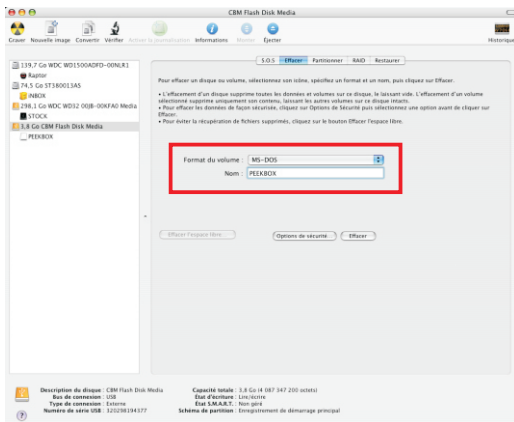 CBM Flash Disk Media
Graver Nouvelle image Convertir Vérifier Activer la journalisation Informations Monter Éjecter Historique
139,7 Go WDC WD1500ADFD-00NLR1
Raptor
74,5 Go ST380013AS
INBOX
298,1 Go WDC WD32 00JB-00KFA0 Media
STOCK
3,8 Go CBM Flash Disk Media
PEEKBOX
S.O.S Effacer Partitionner RAID Restaurer
Pour effacer un disque ou volume, sélectionnez son icône, spécifiez un format et un nom, puis cliquez sur Effacer.
• L'effacement d'un disque supprime toutes les données et volumes sur ce disque, le laissant vide. L'effacement d'un volume
sélectionné supprime uniquement son contenu, laissant les autres volumes sur ce disque intacts.
• Pour effacer des données de façon sécurisée, cliquez sur Options de Sécurité puis sélectionnez une option avant de cliquer sur
Effacer.
• Pour éviter la récupération de fichiers supprimés, cliquez sur le bouton Effacer l'espace libre.
Format du volume : MS-DOS
Nom : PEEKBOX
Effacer l'espace libre... Options de sécurité... Effacer
Description du disque : CBM Flash Disk Media Capacité totale : 3,8 Go (4 087 347 200 octets)
Bus de connexion : USB État d'écriture : Lire/écrire
Type de connexion : Externe État S.M.A.R.T. : Non géré
Numéro de série USB : 120298194377 Schéma de partition : Enregistrement de démarrage principal
?